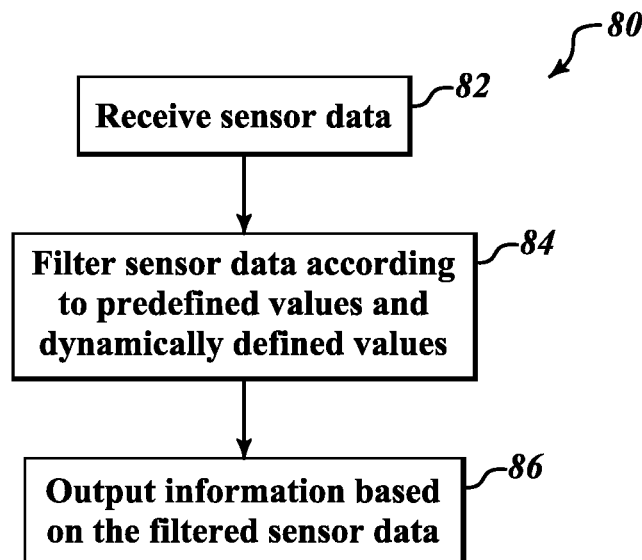 80
82
Receive sensor data
84
Filter sensor data according
to predefined values and
dynamically defined values
86
Output information based
on the filtered sensor data